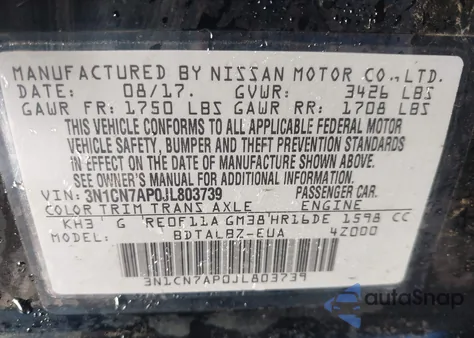 MANUFACTURED BY NISSAN MOTOR CO.,LTD.
DATE: 08/17. GVWR: 3426 LBS
GAWR FR: 1750 LBS GAWR RR: 1708 LBS
THIS VEHICLE CONFORMS TO ALL APPLICABLE FEDERAL MOTOR
VEHICLE SAFETY, BUMPER AND THEFT PREVENTION STANDARDS
IN EFFECT ON THE DATE OF MANUFACTURE SHOWN ABOVE.
SEE OWNER'S MANUAL FOR ADDITIONAL INFORMATION.
VIN: 3N1CN7AP0JL803739 PASSENGER CAR.
COLOR TRIM TRANS AXLE ENGINE
KH3 G RE0F11A GM38 HR16DE 1598 CC
MODEL: BDTALBZ-EUA 4Z000
3N1CN7AP0JL803739
autoSnap